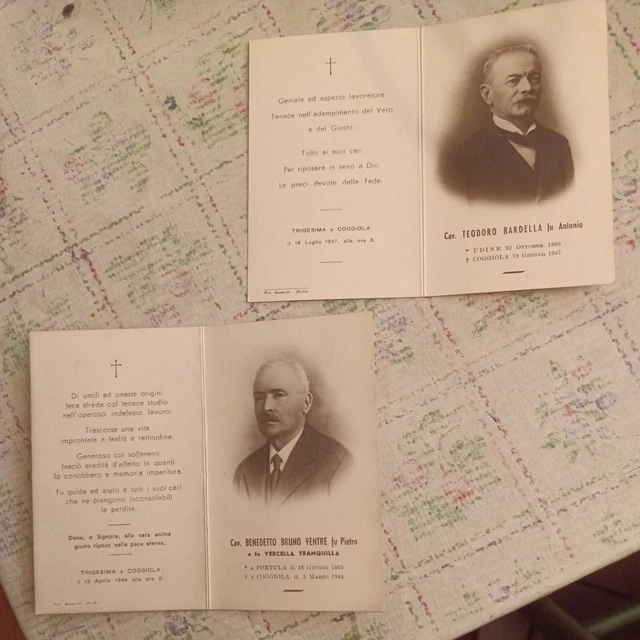 Geniale ed esperto lavoratore
Tenace nell'adempimento del Vero
e del Giusto.
Tolto ai suoi cari
Per riposare in seno a Dio
Le preci devote della Fede.
TRIGESIMA a COGGIOLA
il 19 Luglio 1947, alle ore 8.
Cav. TEODORO BARDELLA fu Antonio
* UDINE 22 OTTOBRE 1866
† COGGIOLA 19 GIUGNO 1947
Di umili ed oneste origini
fece strada col tenace studio
nell'operoso indefesso lavoro.
Trascorse una vita
improntata a lealtà e rettitudine.
Generoso coi sofferenti
lasciò eredità d'affetto in quanti
lo conobbero e memoria imperitura.
Fu guida ed aiuto a tutti i suoi cari
che ne piangono inconsolabili
la perdita.
Dona, o Signore, alla cara anima
giusto riposo nella pace eterna.
TRIGESIMA a COGGIOLA
il 15 Aprile 1944 alle ore 8.
Cav. BENEDETTO BRUNO VENTRE fu Pietro
e fu VERCELLA TRANQUILLA
* a PORTULA il 16 GIUGNO 1865
† a COGGIOLA il 5 MARZO 1944